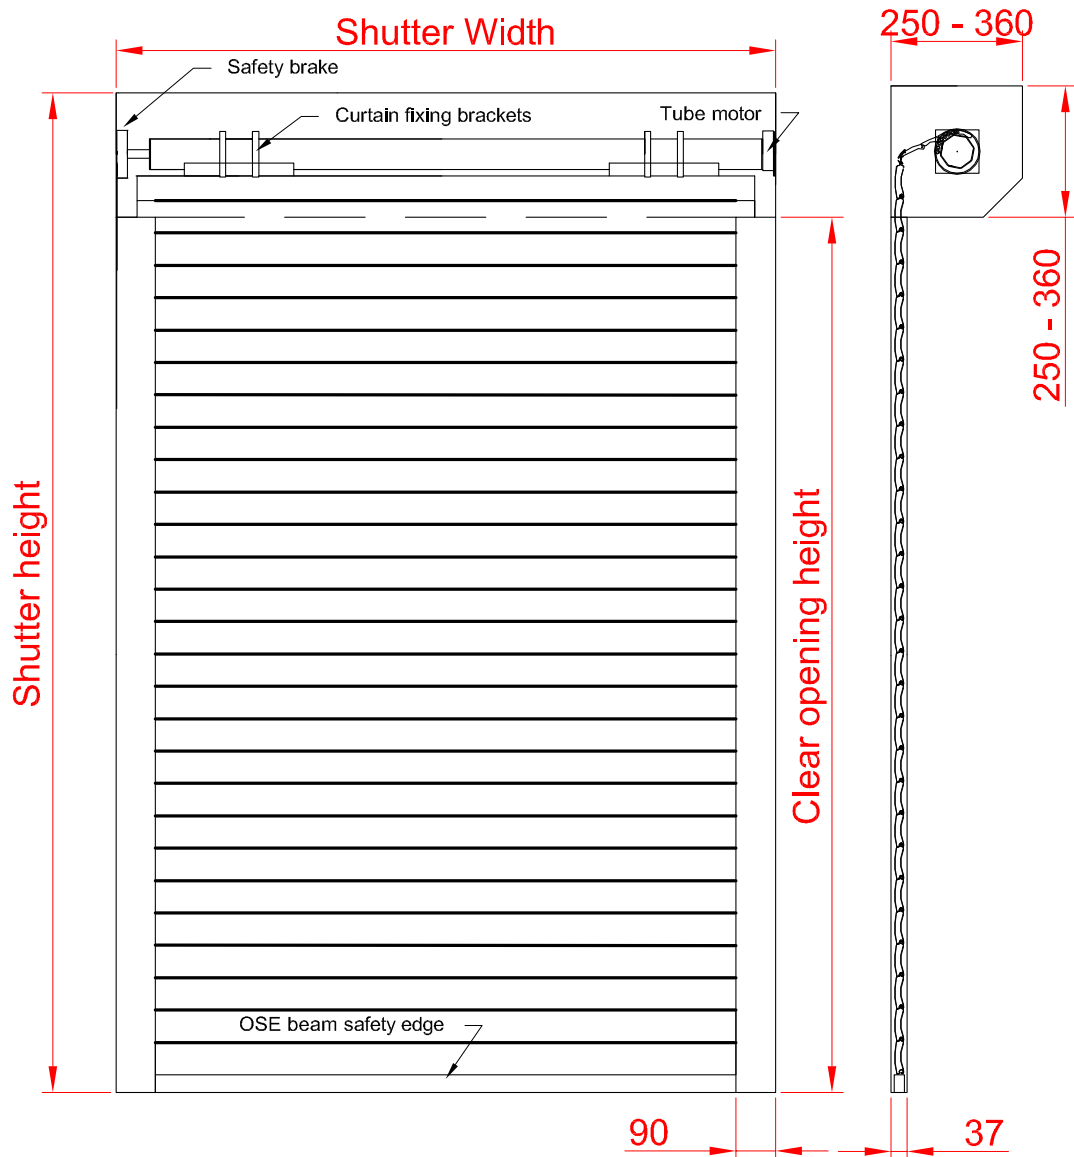 Shutter Width
250 - 360
Safety brake
Curtain fixing brackets
Tube motor
250 - 360
Shutter height
Clear opening height
OSE beam safety edge
90
37